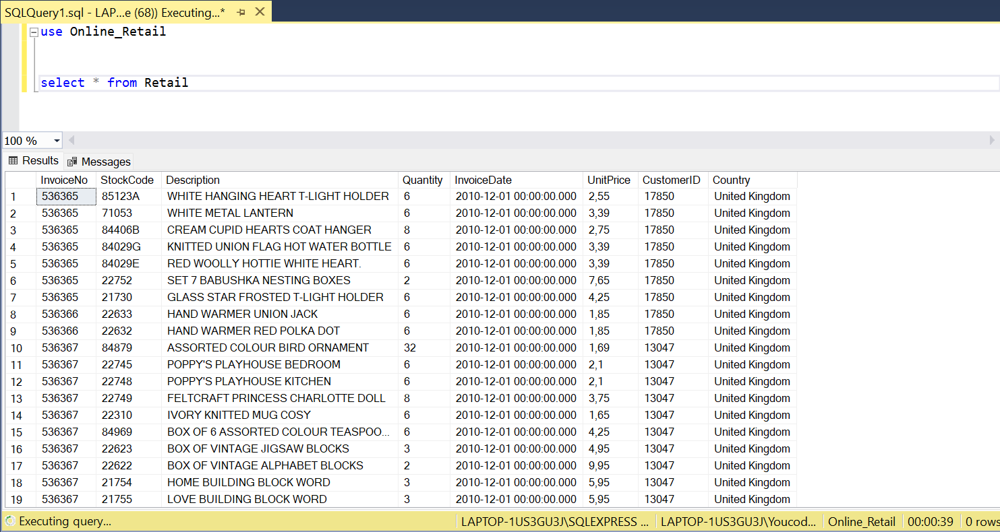 SQLQuery1.sql - LAP...e (68)) Executing...*
use Online_Retail
select * from Retail
100 %
Results Messages
InvoiceNo StockCode Description Quantity InvoiceDate UnitPrice CustomerID Country
1 536365 85123A WHITE HANGING HEART T-LIGHT HOLDER 6 2010-12-01 00:00:00.000 2,55 17850 United Kingdom
2 536365 71053 WHITE METAL LANTERN 6 2010-12-01 00:00:00.000 3,39 17850 United Kingdom
3 536365 84406B CREAM CUPID HEARTS COAT HANGER 8 2010-12-01 00:00:00.000 2,75 17850 United Kingdom
4 536365 84029G KNITTED UNION FLAG HOT WATER BOTTLE 6 2010-12-01 00:00:00.000 3,39 17850 United Kingdom
5 536365 84029E RED WOOLLY HOTTIE WHITE HEART. 6 2010-12-01 00:00:00.000 3,39 17850 United Kingdom
6 536365 22752 SET 7 BABUSHKA NESTING BOXES 2 2010-12-01 00:00:00.000 7,65 17850 United Kingdom
7 536365 21730 GLASS STAR FROSTED T-LIGHT HOLDER 6 2010-12-01 00:00:00.000 4,25 17850 United Kingdom
8 536366 22633 HAND WARMER UNION JACK 6 2010-12-01 00:00:00.000 1,85 17850 United Kingdom
9 536366 22632 HAND WARMER RED POLKA DOT 6 2010-12-01 00:00:00.000 1,85 17850 United Kingdom
10 536367 84879 ASSORTED COLOUR BIRD ORNAMENT 32 2010-12-01 00:00:00.000 1,69 13047 United Kingdom
11 536367 22745 POPPY'S PLAYHOUSE BEDROOM 6 2010-12-01 00:00:00.000 2,1 13047 United Kingdom
12 536367 22748 POPPY'S PLAYHOUSE KITCHEN 6 2010-12-01 00:00:00.000 2,1 13047 United Kingdom
13 536367 22749 FELTCRAFT PRINCESS CHARLOTTE DOLL 8 2010-12-01 00:00:00.000 3,75 13047 United Kingdom
14 536367 22310 IVORY KNITTED MUG COSY 6 2010-12-01 00:00:00.000 1,65 13047 United Kingdom
15 536367 84969 BOX OF 6 ASSORTED COLOUR TEASPOO... 6 2010-12-01 00:00:00.000 4,25 13047 United Kingdom
16 536367 22623 BOX OF VINTAGE JIGSAW BLOCKS 3 2010-12-01 00:00:00.000 4,95 13047 United Kingdom
17 536367 22622 BOX OF VINTAGE ALPHABET BLOCKS 2 2010-12-01 00:00:00.000 9,95 13047 United Kingdom
18 536367 21754 HOME BUILDING BLOCK WORD 3 2010-12-01 00:00:00.000 5,95 13047 United Kingdom
19 536367 21755 LOVE BUILDING BLOCK WORD 3 2010-12-01 00:00:00.000 5,95 13047 United Kingdom
Executing query... LAPTOP-1US3GU3J\SQLEXPRESS ... LAPTOP-1US3GU3J\Youcod... Online_Retail 00:00:39 0 rows